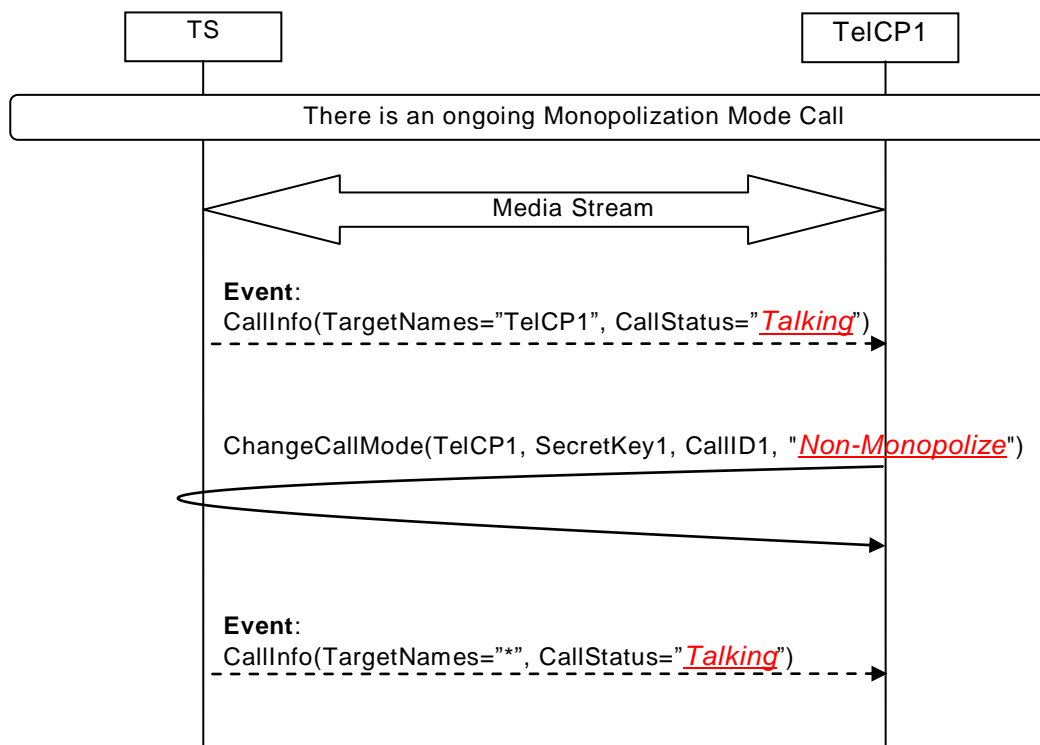 TS
TelCP1
There is an ongoing Monopolization Mode Call
Media Stream
Event:
CallInfo(TargetNames=”TelCP1”, CallStatus=”Talking”)
ChangeCallMode(TelCP1, SecretKey1, CallID1, "Non-Monopolize")
Event:
CallInfo(TargetNames=”*”, CallStatus=”Talking”)